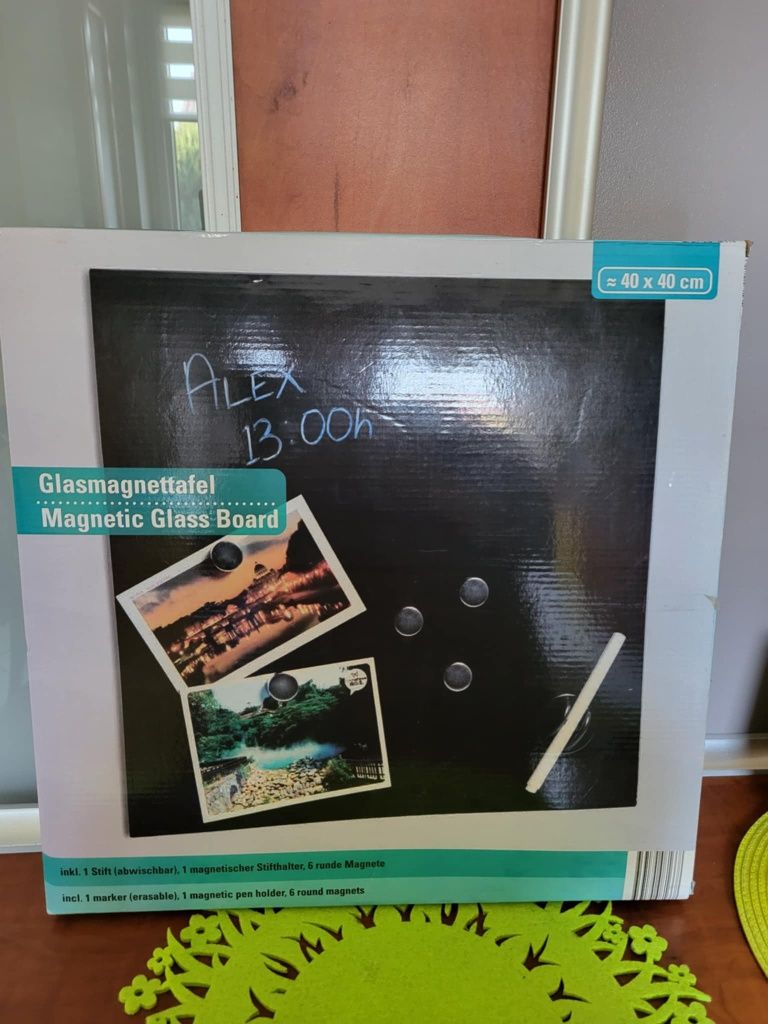 ≈ 40 x 40 cm
ALEX
13:00h
Glasmagnettafel
Magnetic Glass Board
inkl. 1 Stift (abwischbar), 1 magnetischer Stifthalter, 6 runde Magnete
incl. 1 marker (erasable), 1 magnetic pen holder, 6 round magnets